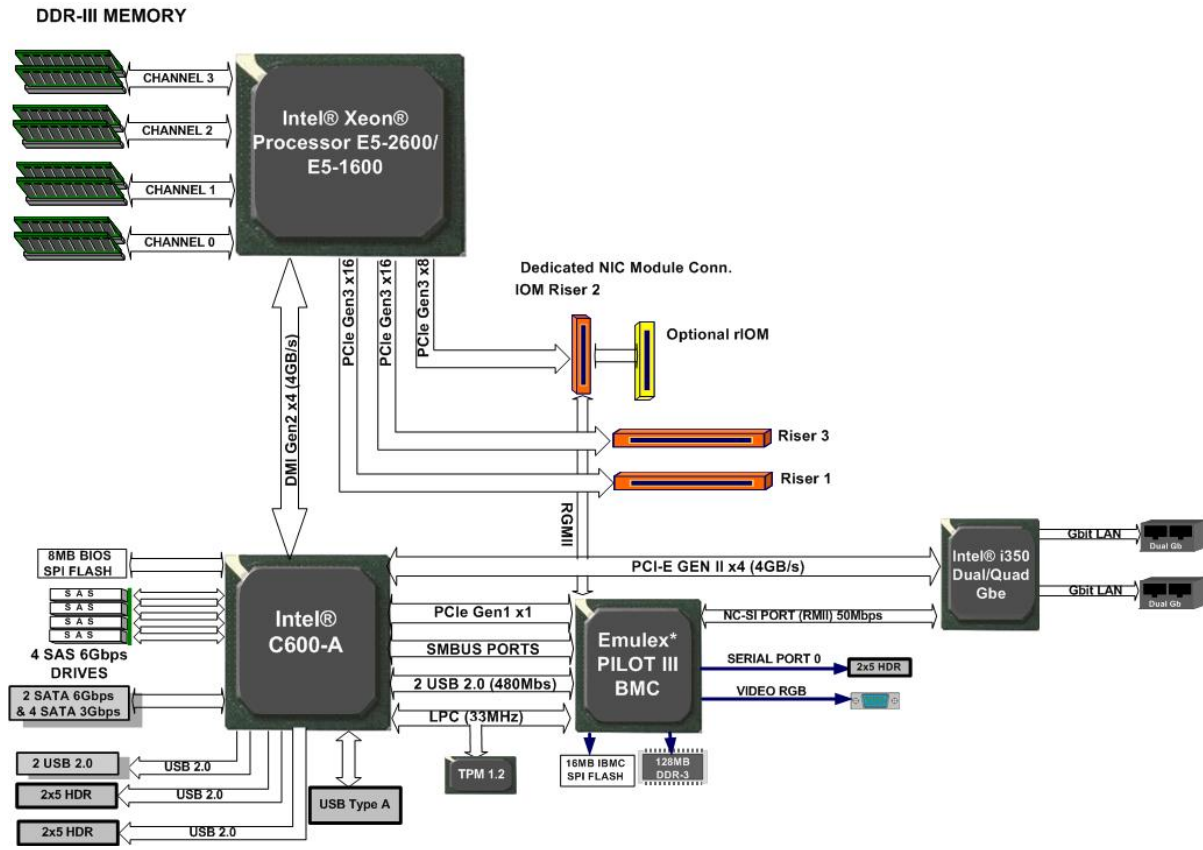 DDR-III MEMORY
CHANNEL 3
CHANNEL 2
CHANNEL 1
CHANNEL 0
Intel® Xeon®
Processor E5-2600/
E5-1600
PCIe Gen3 x16
PCIe Gen3 x16
PCIe Gen3 x8
Dedicated NIC Module Conn.
IOM Riser 2
Optional rIOM
Riser 3
Riser 1
DMI Gen2 x4 (4GB/s)
RGMII
8MB BIOS
SPI FLASH
S A S
S A S
S A S
S A S
4 SAS 6Gbps
DRIVES
2 SATA 6Gbps
& 4 SATA 3Gbps
Intel®
C600-A
PCI-E GEN II x4 (4GB/s)
PCIe Gen1 x1
SMBUS PORTS
2 USB 2.0 (480Mbs)
LPC (33MHz)
Emulex*
PILOT III
BMC
NC-SI PORT (RMII) 50Mbps
Intel® i350
Dual/Quad
Gbe
Gbit LAN
Dual Gb
Gbit LAN
Dual Gb
SERIAL PORT 0
2x5 HDR
VIDEO RGB
2 USB 2.0
USB 2.0
2x5 HDR
USB 2.0
2x5 HDR
USB 2.0
USB Type A
TPM 1.2
16MB IBMC
SPI FLASH
128MB
DDR-3